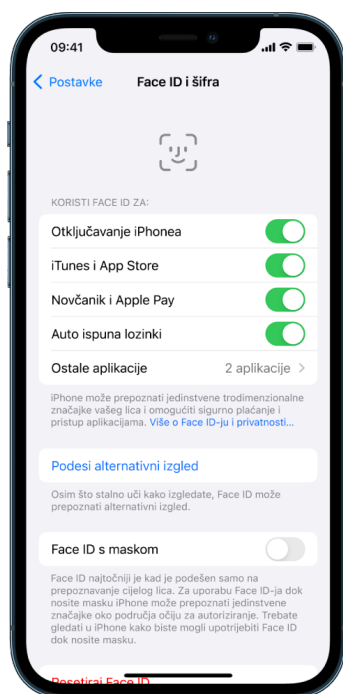 09:41
Postavke
Face ID i šifra
KORISTI FACE ID ZA:
Otključavanje iPhonea
iTunes i App Store
Novčanik i Apple Pay
Auto ispuna lozinki
Ostale aplikacije 2 aplikacije
iPhone može prepoznati jedinstvene trodimenzionalne
značajke vašeg lica i omogućiti sigurno plaćanje i
pristup aplikacijama. Više o Face ID-ju i privatnosti...
Podesi alternativni izgled
Osim što stalno uči kako izgledate, Face ID može
prepoznati alternativni izgled.
Face ID s maskom
Face ID najtočniji je kad je podešen samo na
prepoznavanje cijelog lica. Za uporabu Face ID-ja dok
nosite masku iPhone može prepoznati jedinstvene
značajke oko područja očiju za autoriziranje. Trebate
gledati u iPhone kako biste mogli upotrijebiti Face ID
dok nosite masku.
Resetiraj Face ID